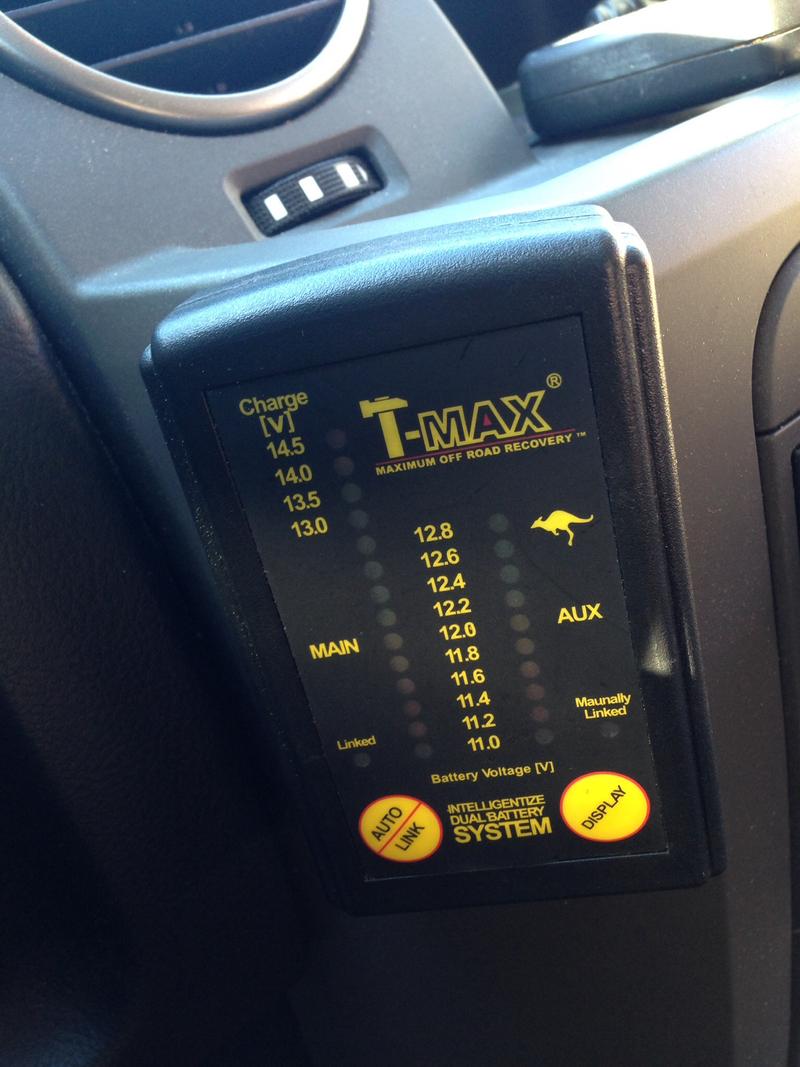 Charge
[V]
T-MAX®
MAXIMUM OFF ROAD RECOVERY ™
14.5
14.0
13.5
13.0
12.8
12.6
12.4
12.2
12.0
11.8
11.6
11.4
11.2
11.0
MAIN
AUX
Linked
Maunally
Linked
Battery Voltage [V]
AUTO
LINK
INTELLIGENTIZE
DUAL BATTERY
SYSTEM
DISPLAY